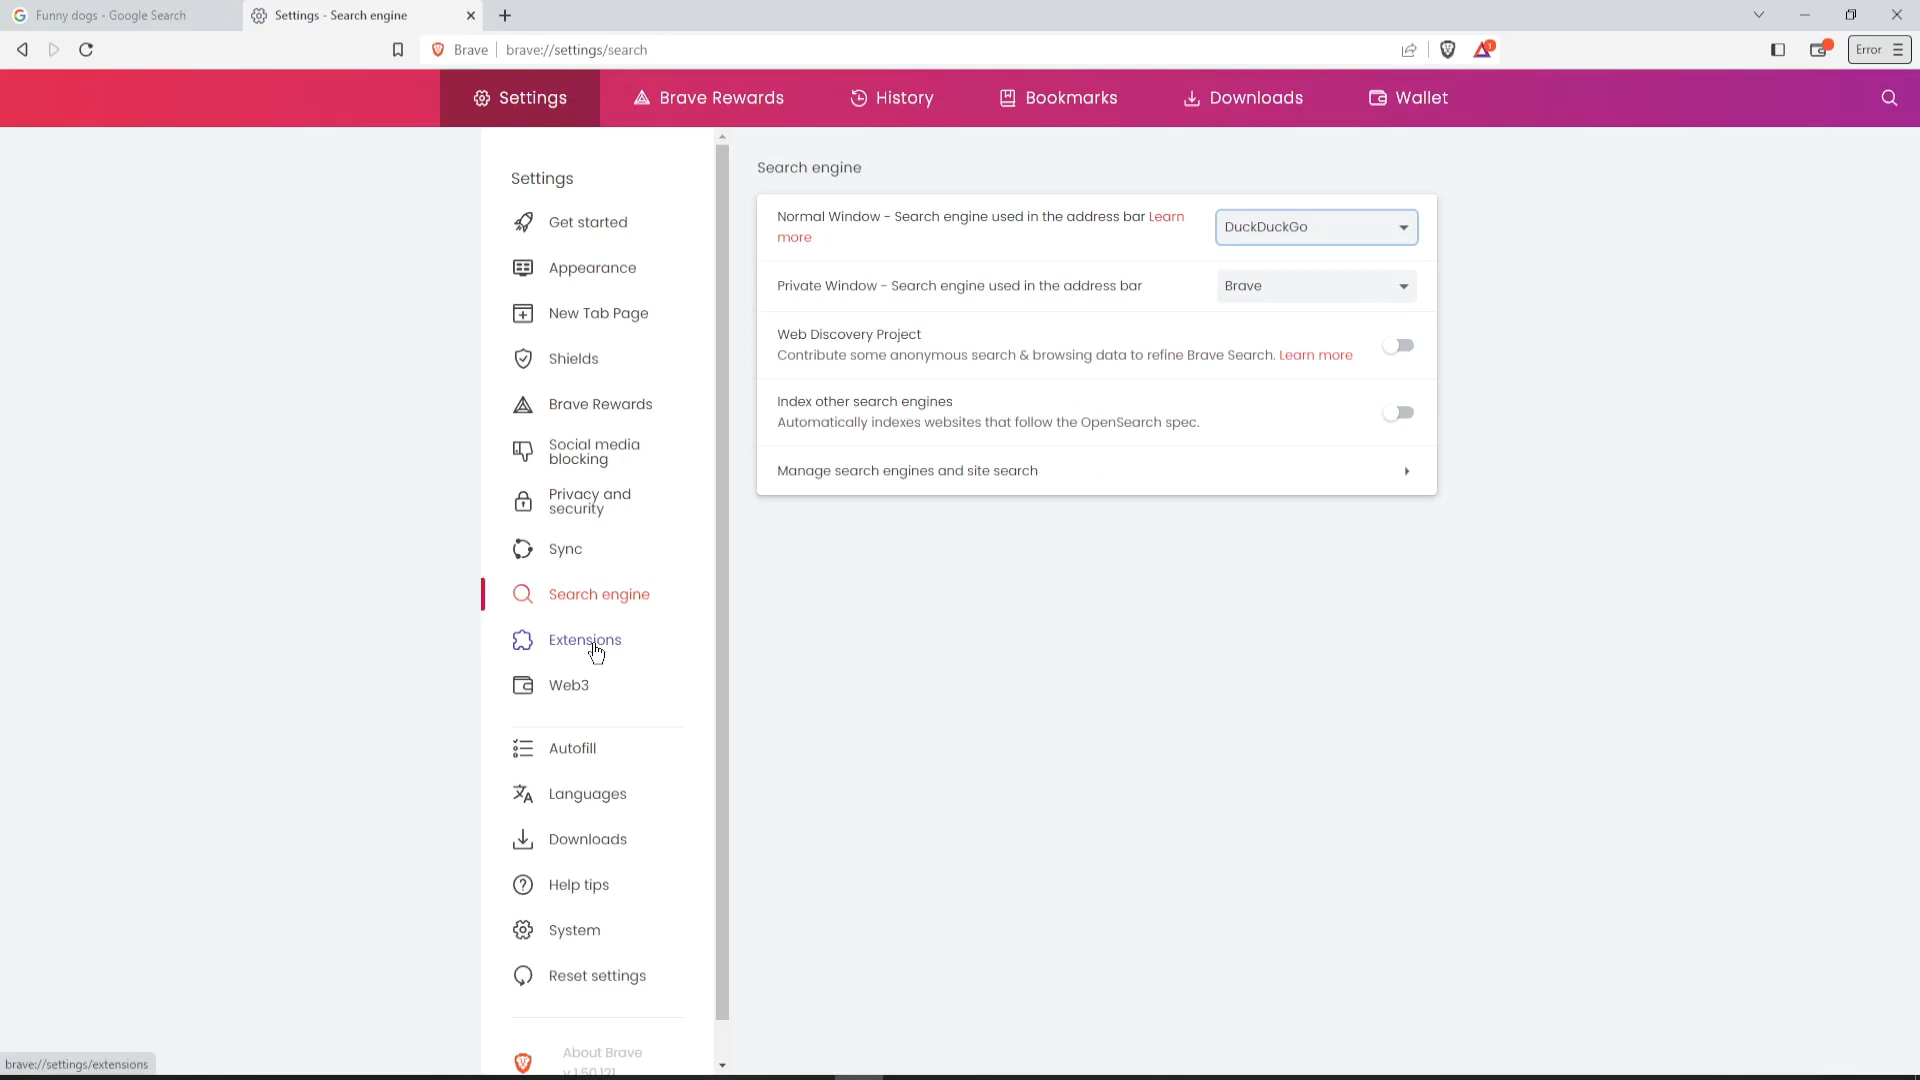 Funny dogs - Google Search
Settings - Search engine
Brave
brave://settings/search
1
Error
Settings
Brave Rewards
History
Bookmarks
Downloads
Wallet
Settings
Get started
Appearance
New Tab Page
Shields
Brave Rewards
Social media
blocking
Privacy and
security
Sync
Search engine
Extensions
Web3
Autofill
Languages
Downloads
Help tips
System
Reset settings
About Brave
v 1.50.121
Search engine
Normal Window - Search engine used in the address bar Learn
more
DuckDuckGo
Private Window - Search engine used in the address bar
Brave
Web Discovery Project
Contribute some anonymous search & browsing data to refine Brave Search. Learn more
Index other search engines
Automatically indexes websites that follow the OpenSearch spec.
Manage search engines and site search
brave://settings/extensions